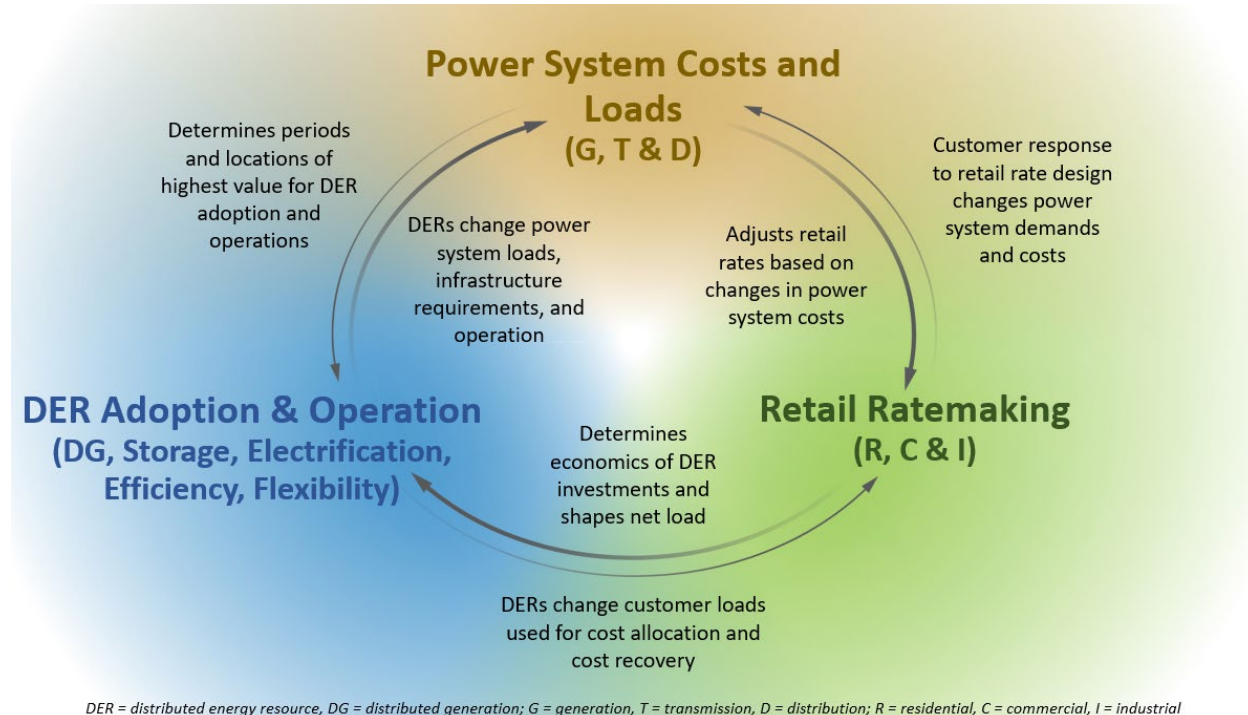 Power System Costs and
Loads
(G, T & D)
Determines periods
and locations of
highest value for DER
adoption and
operations
DERs change power
system loads,
infrastructure
requirements, and
operation
Adjusts retail
rates based on
changes in power
system costs
Customer response
to retail rate design
changes power
system demands
and costs
DER Adoption & Operation
(DG, Storage, Electrification,
Efficiency, Flexibility)
Retail Ratemaking
(R, C & I)
Determines
economics of DER
investments and
shapes net load
DERs change customer loads
used for cost allocation and
cost recovery
DER = distributed energy resource, DG = distributed generation; G = generation, T = transmission, D = distribution; R = residential, C = commercial, I = industrial